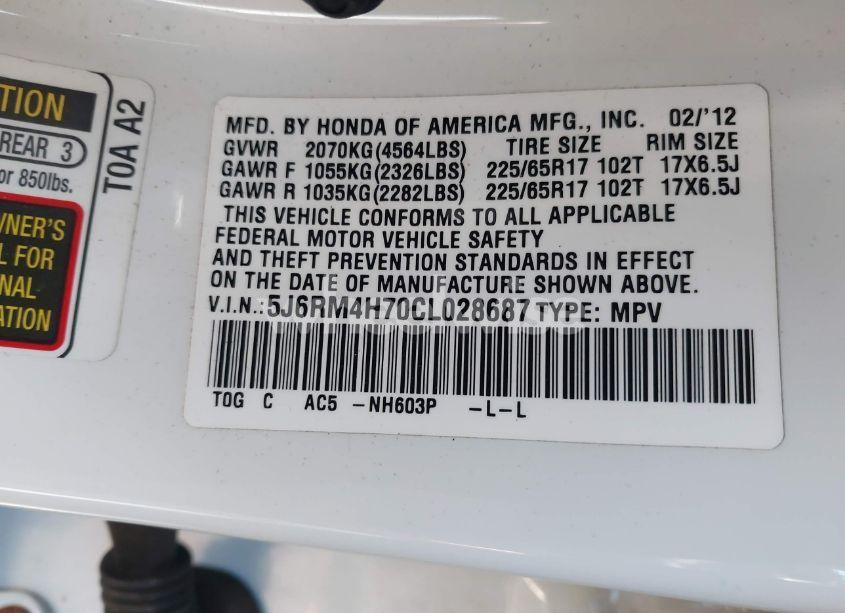 TION
REAR 3
or 850lbs.
WNER'S
L FOR
NAL
ATION
T0A A2
MFD. BY HONDA OF AMERICA MFG., INC. 02/'12
GVWR 2070KG(4564LBS) TIRE SIZE RIM SIZE
GAWR F 1055KG(2326LBS) 225/65R17 102T 17X6.5J
GAWR R 1035KG(2282LBS) 225/65R17 102T 17X6.5J
THIS VEHICLE CONFORMS TO ALL APPLICABLE
FEDERAL MOTOR VEHICLE SAFETY
AND THEFT PREVENTION STANDARDS IN EFFECT
ON THE DATE OF MANUFACTURE SHOWN ABOVE.
V.I.N.: 5J6RM4H70CL028687 TYPE: MPV
T0G C AC5 -NH603P -L-L